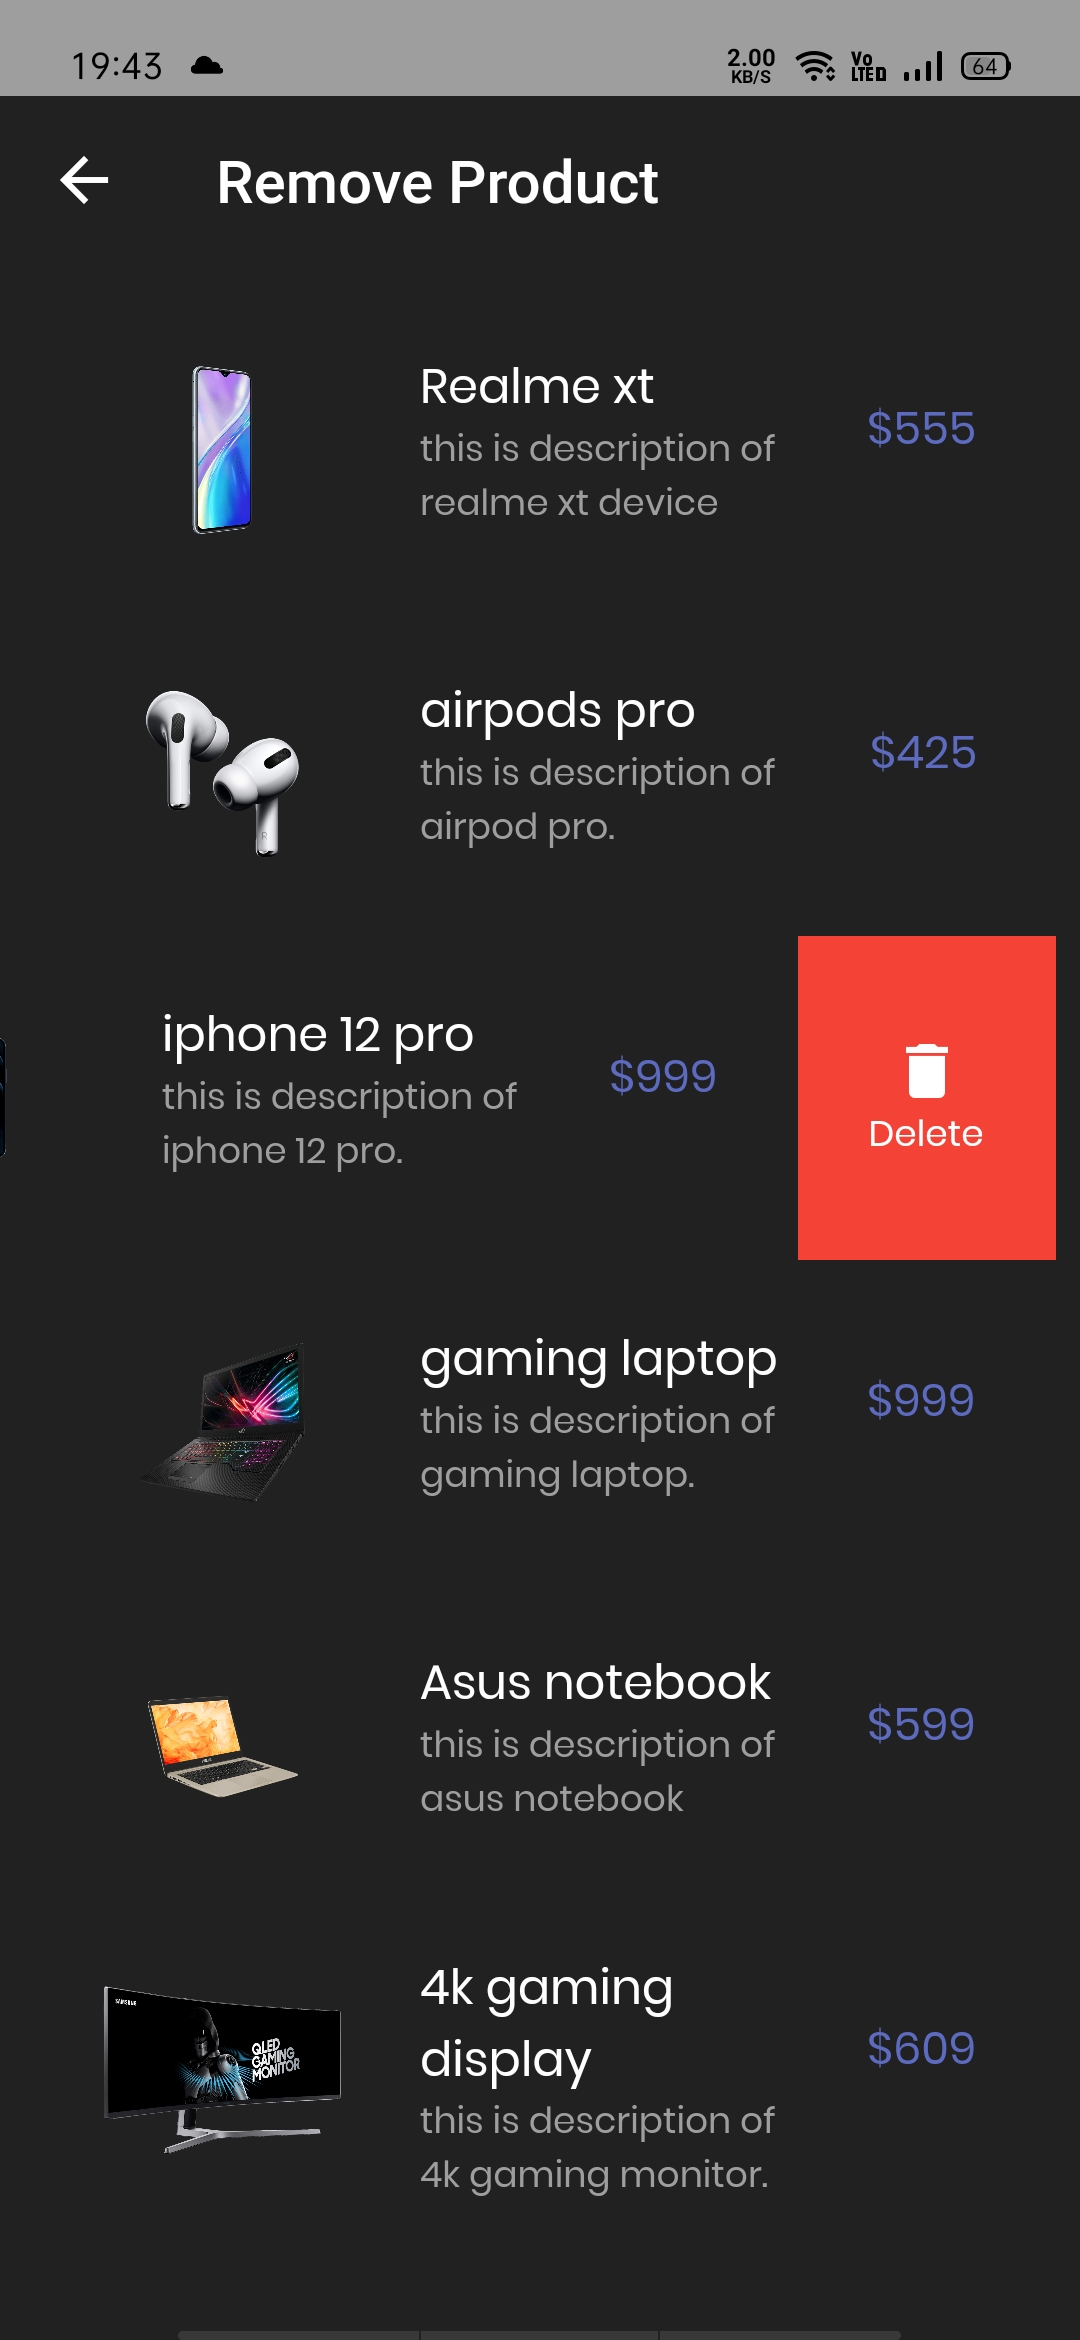 19:43
2.00
KB/S
Vo
LTE
64
Remove Product
Realme xt
this is description of
realme xt device
$555
airpods pro
this is description of
airpod pro.
$425
R
iphone 12 pro
this is description of
iphone 12 pro.
$999
Delete
gaming laptop
this is description of
gaming laptop.
$999
Asus notebook
this is description of
asus notebook
$599
SAMSUNG
QLED
GAMING
MONITOR
4k gaming
display
this is description of
4k gaming monitor.
$609